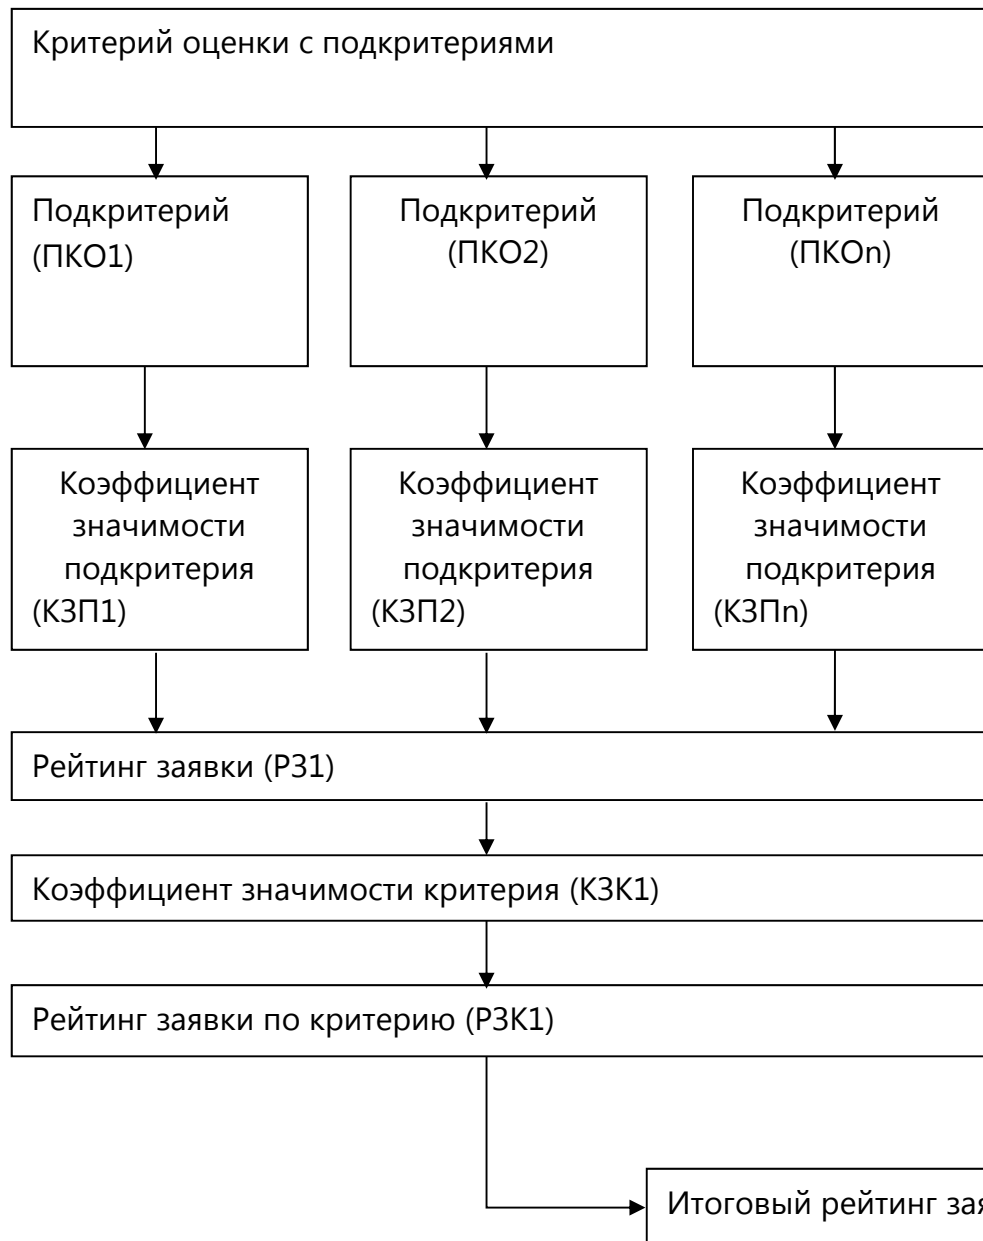 Критерий оценки с подкритериями
Подкритерий
(ПКО1)
Подкритерий
(ПКО2)
Подкритерий
(ПКОn)
Коэффициент
значимости
подкритерия
(КЗП1)
Коэффициент
значимости
подкритерия
(КЗП2)
Коэффициент
значимости
подкритерия
(КЗПn)
Рейтинг заявки (РЗ1)
Коэффициент значимости критерия (КЗК1)
Рейтинг заявки по критерию (РЗК1)
Итоговый рейтинг